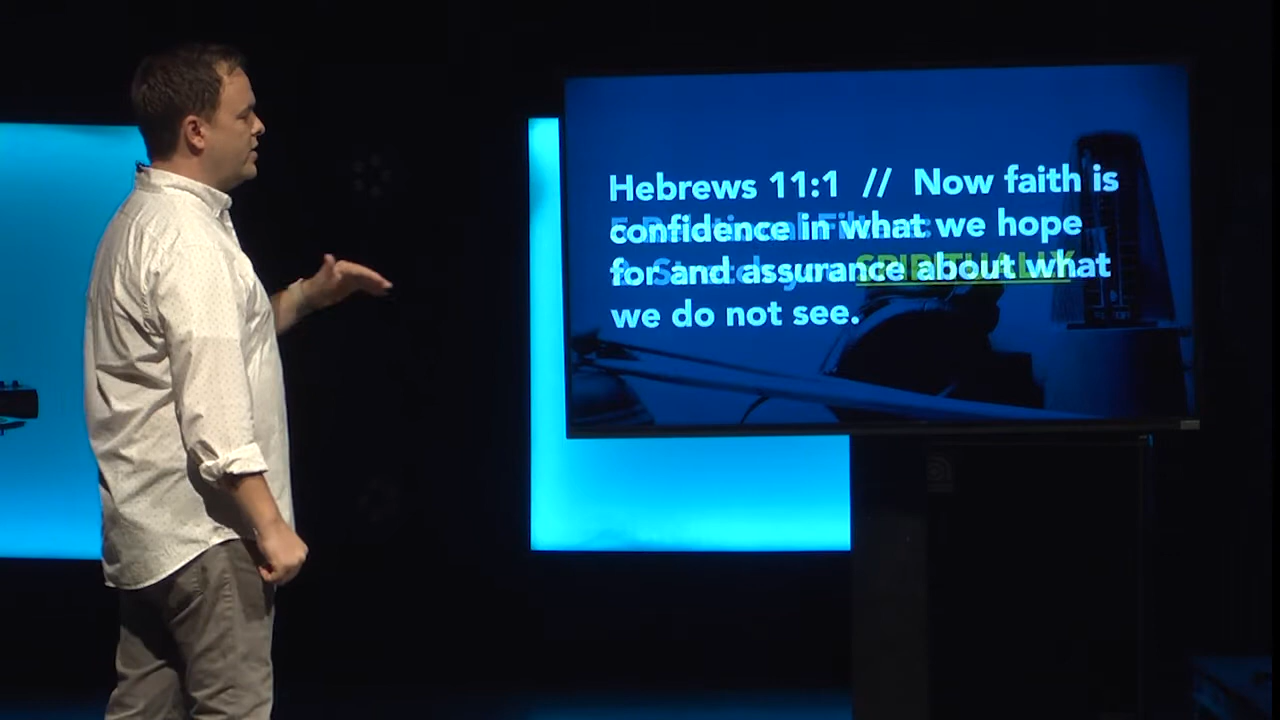 Hebrews 11:1 // Now faith is
confidence in what we hope
for and assurance about what
we do not see.
SPIRITUALLY